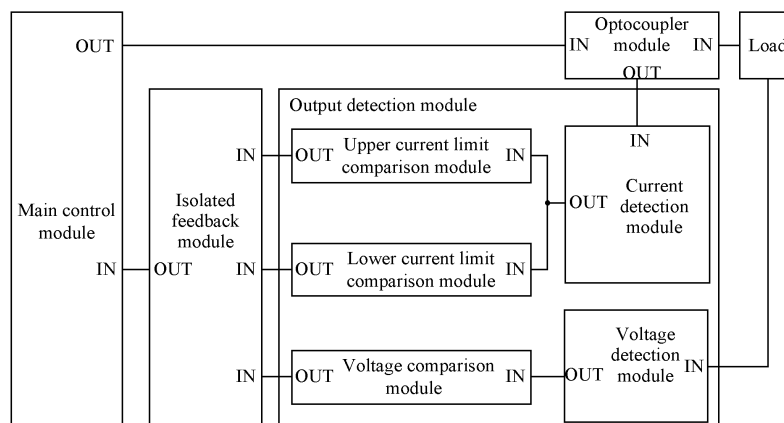 OUT
IN
Optocoupler
module
IN
Load
OUT
Output detection module
IN
OUT
Upper current limit
comparison module
IN
IN
Current
detection
module
OUT
Isolated
feedback
module
Main control
module
IN
OUT
IN
OUT
Lower current limit
comparison module
IN
Voltage
detection
module
IN
IN
OUT
Voltage comparison
module
IN
OUT